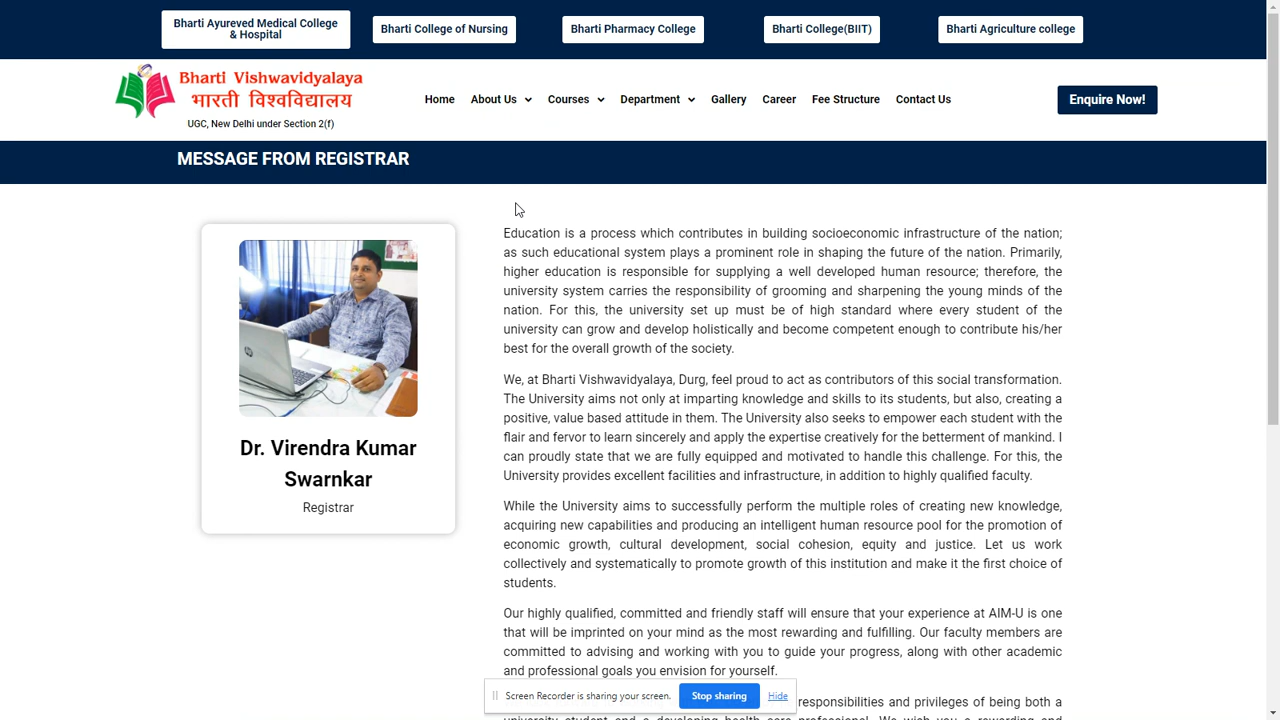 Bharti Ayureved Medical College
& Hospital
Bharti College of Nursing
Bharti Pharmacy College
Bharti College(BIIT)
Bharti Agriculture college
Bharti Vishwavidyalaya
भारती विश्वविद्यालय
UGC, New Delhi under Section 2(f)
Home
About Us
Courses
Department
Gallery
Career
Fee Structure
Contact Us
Enquire Now!
MESSAGE FROM REGISTRAR
Dr. Virendra Kumar
Swarnkar
Registrar
Education is a process which contributes in building socioeconomic infrastructure of the nation;
as such educational system plays a prominent role in shaping the future of the nation. Primarily,
higher education is responsible for supplying a well developed human resource; therefore, the
university system carries the responsibility of grooming and sharpening the young minds of the
nation. For this, the university set up must be of high standard where every student of the
university can grow and develop holistically and become competent enough to contribute his/her
best for the overall growth of the society.
We, at Bharti Vishwavidyalaya, Durg, feel proud to act as contributors of this social transformation.
The University aims not only at imparting knowledge and skills to its students, but also, creating a
positive, value based attitude in them. The University also seeks to empower each student with the
flair and fervor to learn sincerely and apply the expertise creatively for the betterment of mankind. I
can proudly state that we are fully equipped and motivated to handle this challenge. For this, the
University provides excellent facilities and infrastructure, in addition to highly qualified faculty.
While the University aims to successfully perform the multiple roles of creating new knowledge,
acquiring new capabilities and producing an intelligent human resource pool for the promotion of
economic growth, cultural development, social cohesion, equity and justice. Let us work
collectively and systematically to promote growth of this institution and make it the first choice of
students.
Our highly qualified, committed and friendly staff will ensure that your experience at AIM-U is one
that will be imprinted on your mind as the most rewarding and fulfilling. Our faculty members are
committed to advising and working with you to guide your progress, along with other academic
and professional goals you envision for yourself.
responsibilities and privileges of being both a
university student and a developing health care professional. We wish you a rewarding and
Screen Recorder is sharing your screen.
Stop sharing
Hide